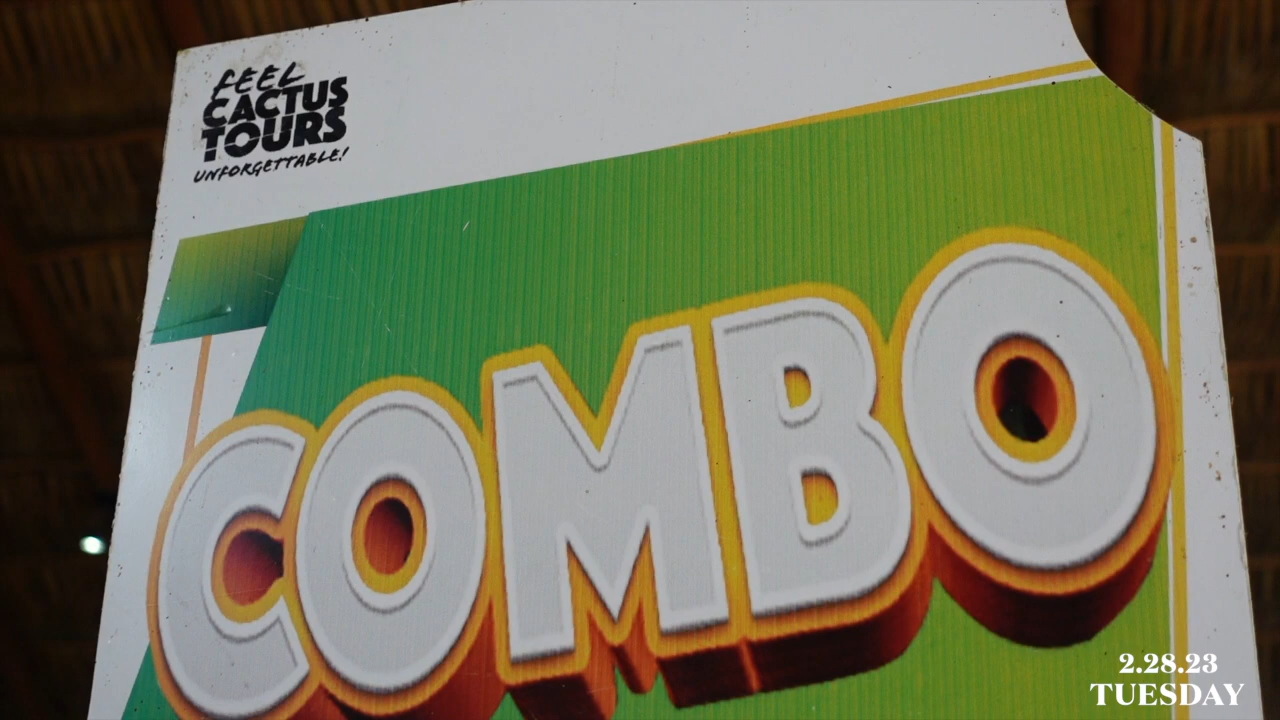 FEEL
CACTUS
TOURS
UNFORGETTABLE!
COMBO
2.28.23
TUESDAY